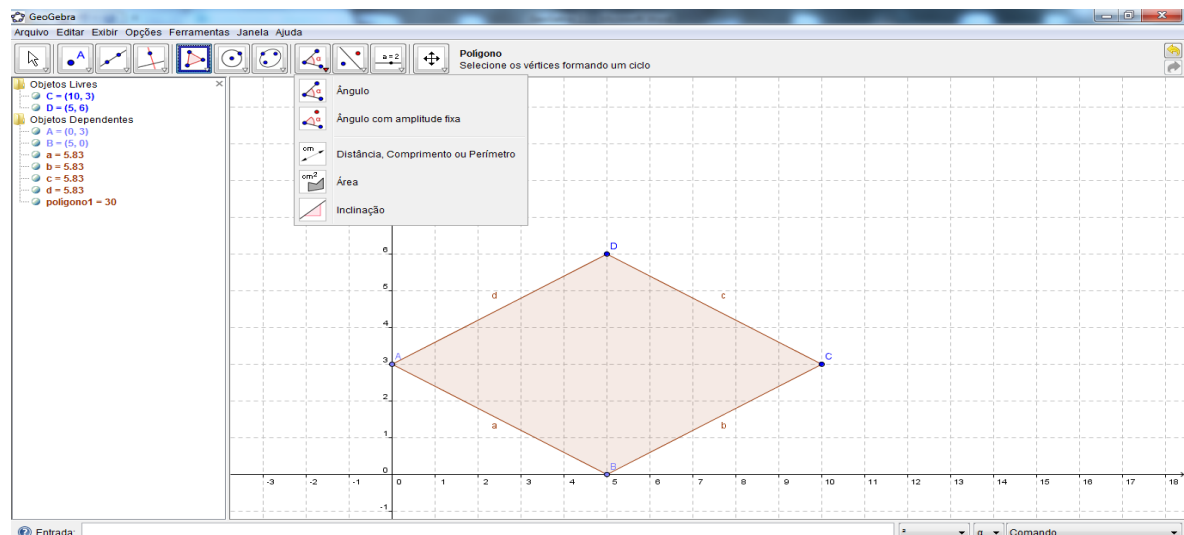 GeoGebra
Arquivo Editar Exibir Opções Ferramentas Janela Ajuda
A
α
a = 2
Polígono
Selecione os vértices formando um ciclo
Objetos Livres
C = (10, 3)
D = (5, 6)
Objetos Dependentes
A = (0, 3)
B = (5, 0)
a = 5.83
b = 5.83
c = 5.83
d = 5.83
polígono1 = 30
α
Ângulo
α
Ângulo com amplitude fixa
cm
Distância, Comprimento ou Perímetro
cm²
Área
Inclinação
6
D
5
d
c
4
3
A
C
2
a
b
1
0
B
-3 -2 -1 0 1 2 3 4 5 6 7 8 9 10 11 12 13 14 15 16 17 18
-1
Entrada:
α
Comando